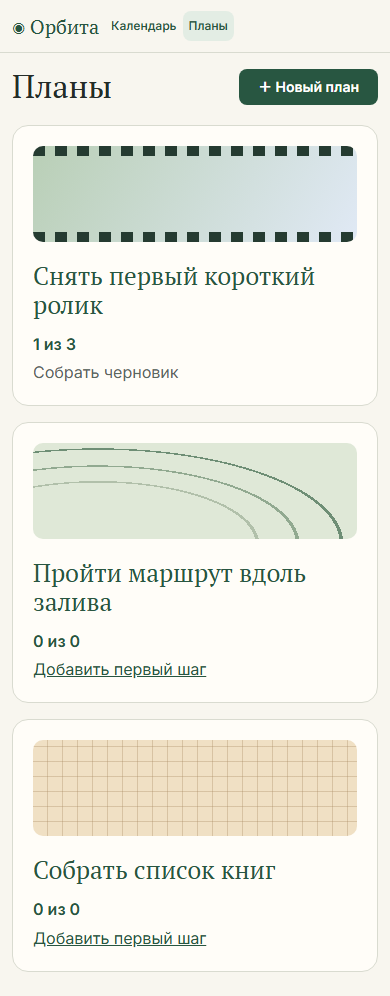 ◉ Орбита Календарь Планы
Планы
+ Новый план
Снять первый короткий
ролик
1 из 3
Собрать черновик
Пройти маршрут вдоль
залива
0 из 0
Добавить первый шаг
Собрать список книг
0 из 0
Добавить первый шаг